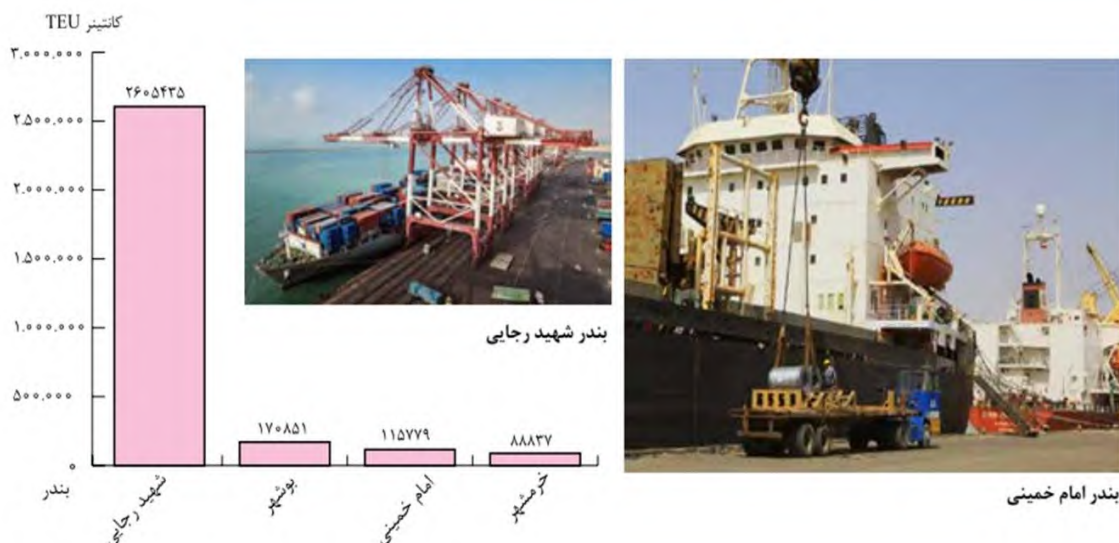 کانتینر TEU
۳.۰۰۰.۰۰۰
۲.۵۰۰.۰۰۰
۲.۰۰۰.۰۰۰
۱.۵۰۰.۰۰۰
۱.۰۰۰.۰۰۰
۵۰۰.۰۰۰
۰
۲۶۰۵۴۳۵
۱۷۰۸۵۱
۱۱۵۷۷۹
۸۸۸۳۷
بندر
شهید رجایی
بوشهر
امام خمینی
خرمشهر
بندر شهید رجایی
بندر امام خمینی